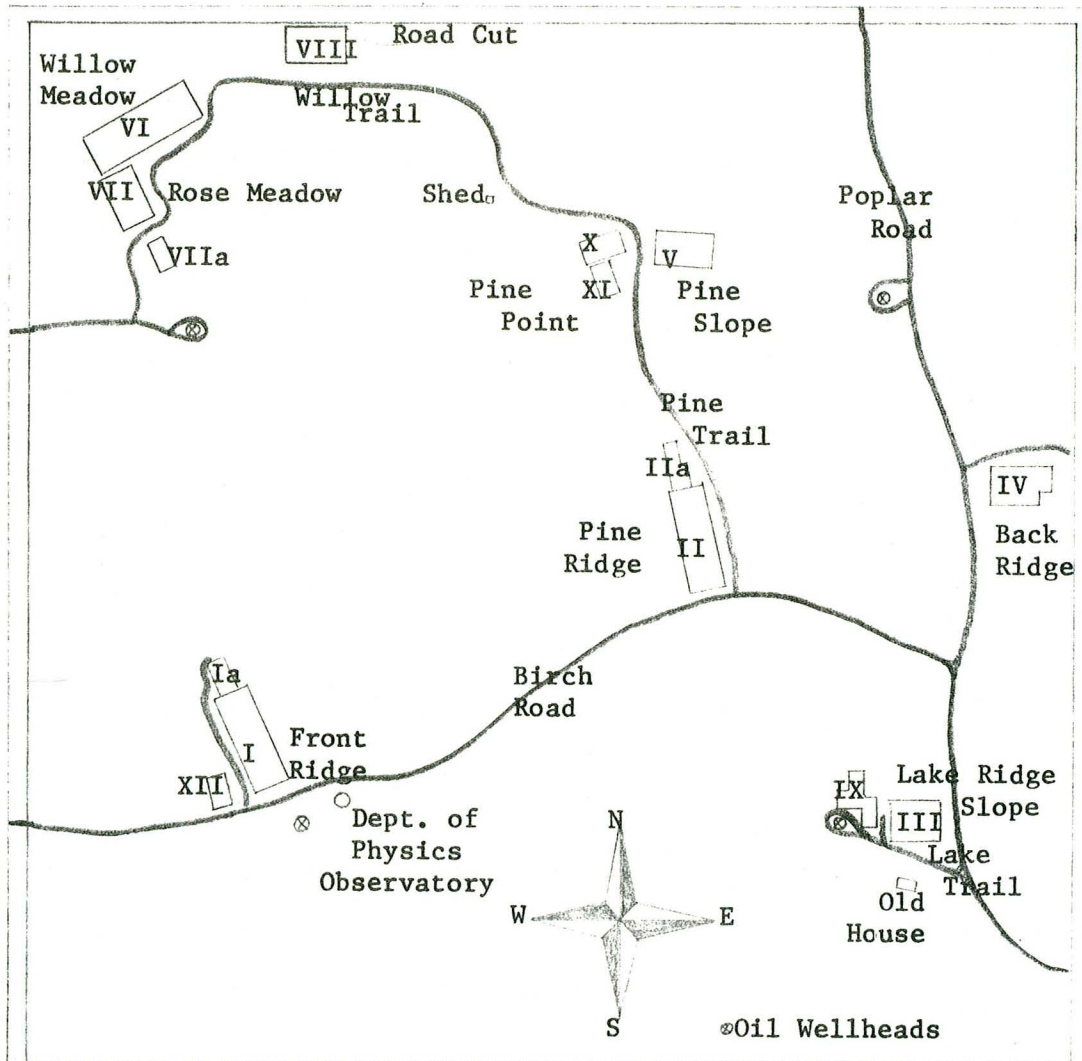 VIII
Road Cut
Willow
Meadow
VI
Willow
Trail
VII
Rose Meadow
VIIa
Shed
X
XI
Pine
Point
V
Pine
Slope
Poplar
Road
Pine
Trail
IIa
Pine
Ridge
II
IV
Back
Ridge
Ia
I
Front
Ridge
XII
Birch
Road
Dept. of
Physics
Observatory
N
W
E
S
IX
Lake Ridge
Slope
III
Lake
Trail
Old
House
Oil Wellheads